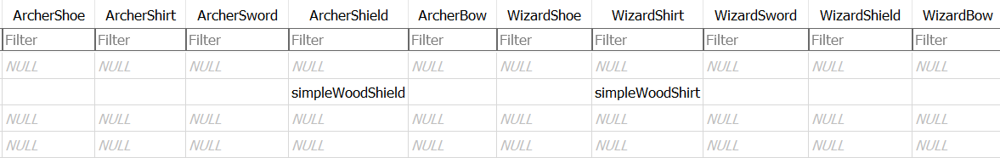 ArcherShoe ArcherShirt ArcherSword ArcherShield ArcherBow WizardShoe WizardShirt WizardSword WizardShield WizardBow
Filter Filter Filter Filter Filter Filter Filter Filter Filter Filter
NULL NULL NULL NULL NULL NULL NULL NULL NULL NULL
simpleWoodShield simpleWoodShirt
NULL NULL NULL NULL NULL NULL NULL NULL NULL NULL
NULL NULL NULL NULL NULL NULL NULL NULL NULL NULL